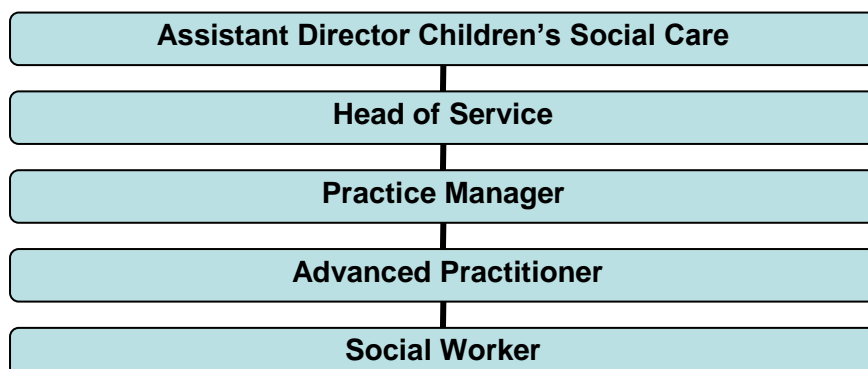 Assistant Director Children’s Social Care
Head of Service
Practice Manager
Advanced Practitioner
Social Worker